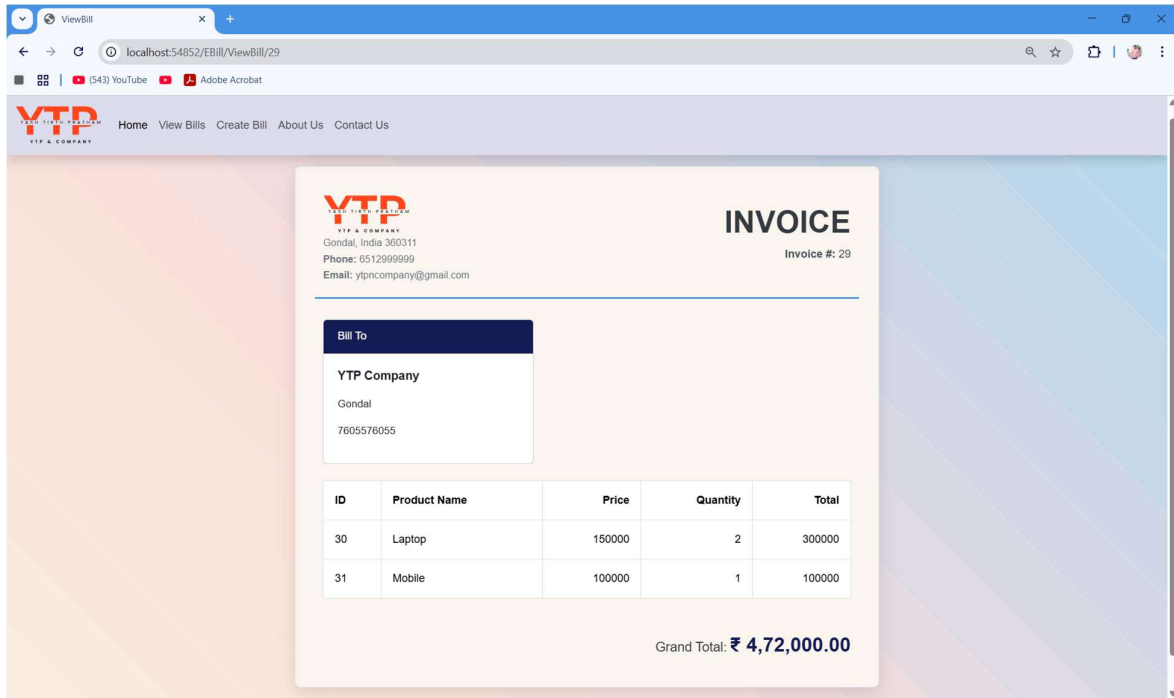 ViewBill
localhost:54852/EBill/ViewBill/29
(543) YouTube Adobe Acrobat
YTP
YASH TIRTH PRATHAM
YTP & COMPANY
Home View Bills Create Bill About Us Contact Us
YTP
YASH TIRTH PRATHAM
YTP & COMPANY
Gondal, India 360311
Phone: 6512999999
Email: ytpncompany@gmail.com
INVOICE
Invoice #: 29
Bill To
YTP Company
Gondal
7605576055
ID Product Name Price Quantity Total
30 Laptop 150000 2 300000
31 Mobile 100000 1 100000
Grand Total: ₹ 4,72,000.00